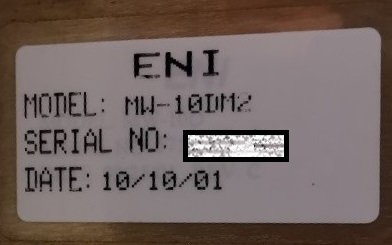 ENI
MODEL: MW-10DM2
SERIAL NO:
DATE: 10/10/01